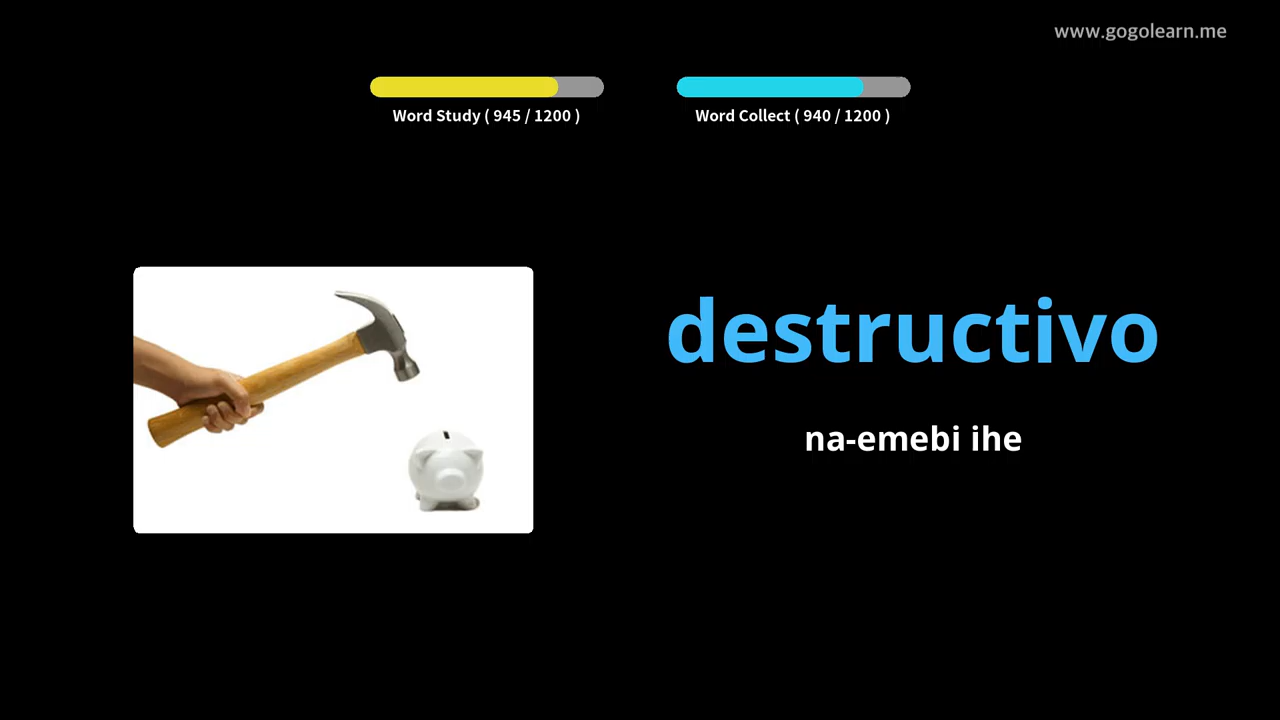 www.gogolearn.me
Word Study ( 945 / 1200 )
Word Collect ( 940 / 1200 )
destructivo
na-emebi ihe